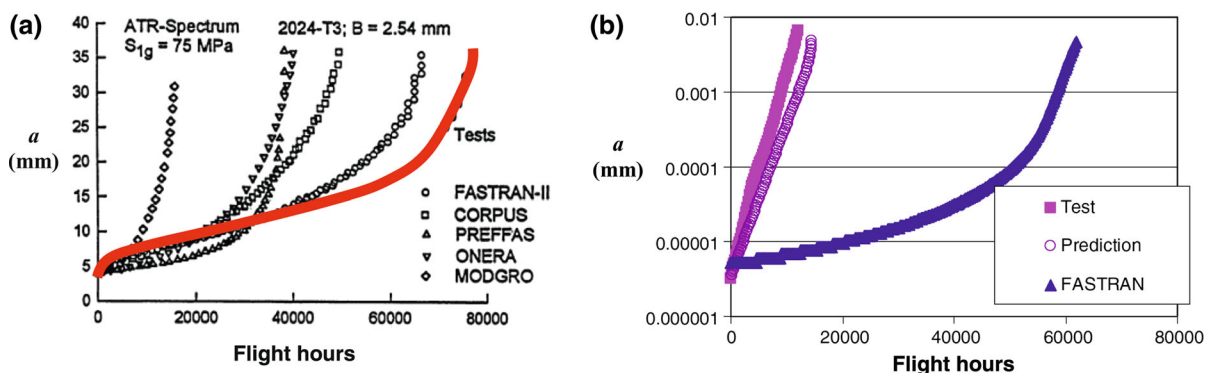 (a)
ATR-Spectrum
S1g = 75 MPa
2024-T3; B = 2.54 mm
40
35
30
25
20
15
10
5
0
a
(mm)
Tests
FASTRAN-II
CORPUS
PREFFAS
ONERA
MODGRO
0 20000 40000 60000 80000
Flight hours
(b)
0.01
0.001
0.0001
0.00001
0.000001
a
(mm)
Test
Prediction
FASTRAN
0 20000 40000 60000 80000
Flight hours